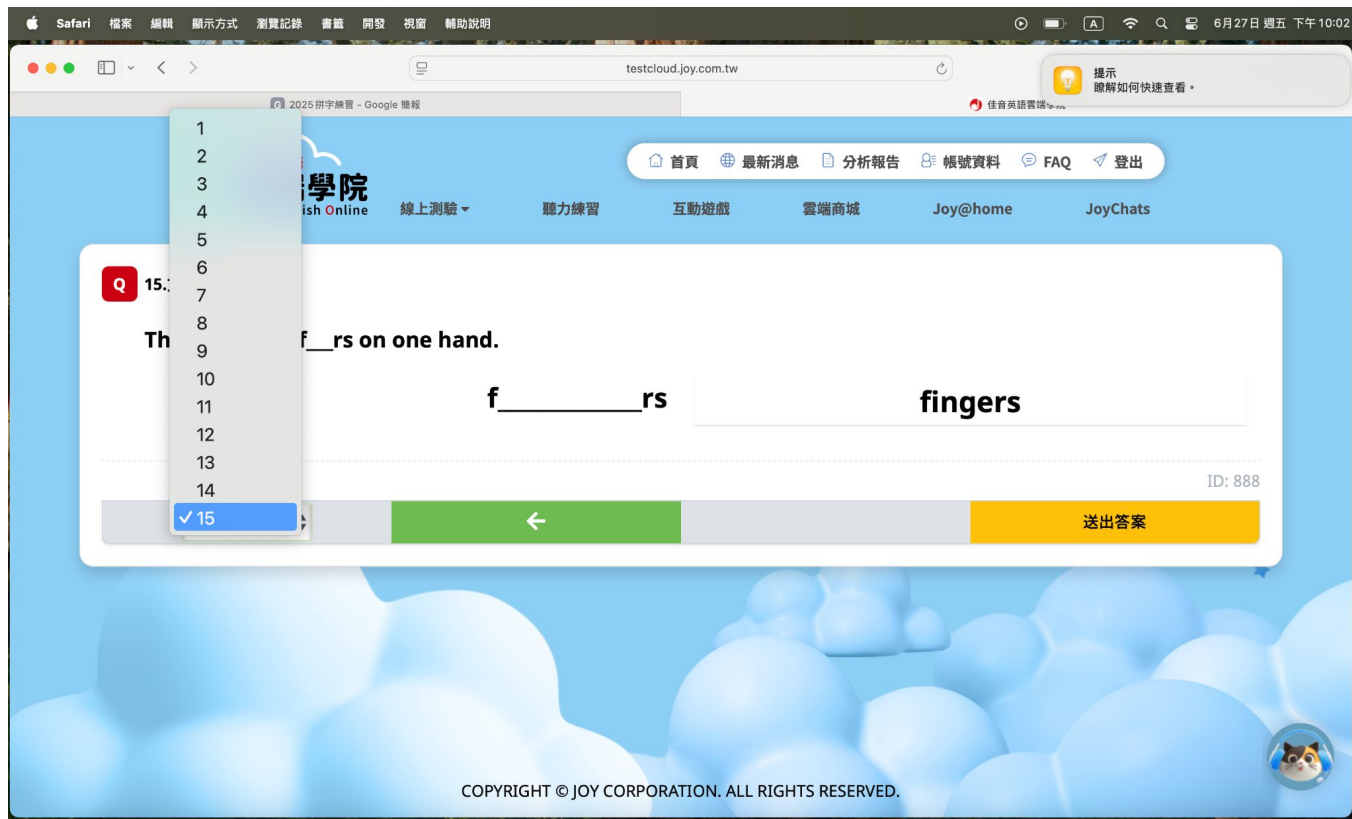 Safari 檔案 編輯 顯示方式 瀏覽記錄 書籤 開發 視窗 輔助說明 A 6月27日 週五 下午10:02
testcloud.joy.com.tw
提示
瞭解如何快速查看。
2025 拼字練習 - Google 簡報
佳音英語雲端學院
首頁 最新消息 分析報告 帳號資料 FAQ 登出
學院
ish Online
線上測驗 聽力練習 互動遊戲 雲端商城 Joy@home JoyChats
1
2
3
4
5
6
7
8
9
10
11
12
13
14
✓ 15
Q 15.
Th f__rs on one hand.
f____________rs fingers
ID: 888
← 送出答案
COPYRIGHT © JOY CORPORATION. ALL RIGHTS RESERVED.